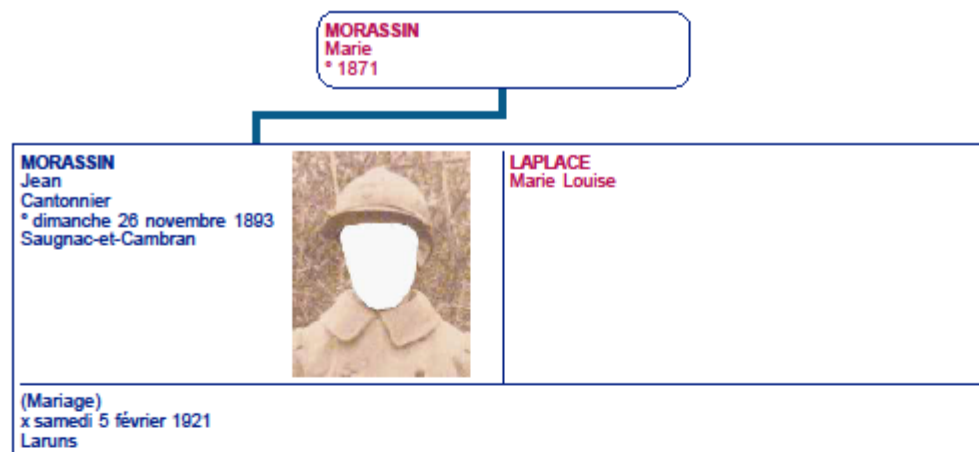 MORASSIN
Marie
° 1871
MORASSIN
Jean
Cantonnier
° dimanche 26 novembre 1893
Saugnac-et-Cambran
LAPLACE
Marie Louise
(Mariage)
x samedi 5 février 1921
Laruns